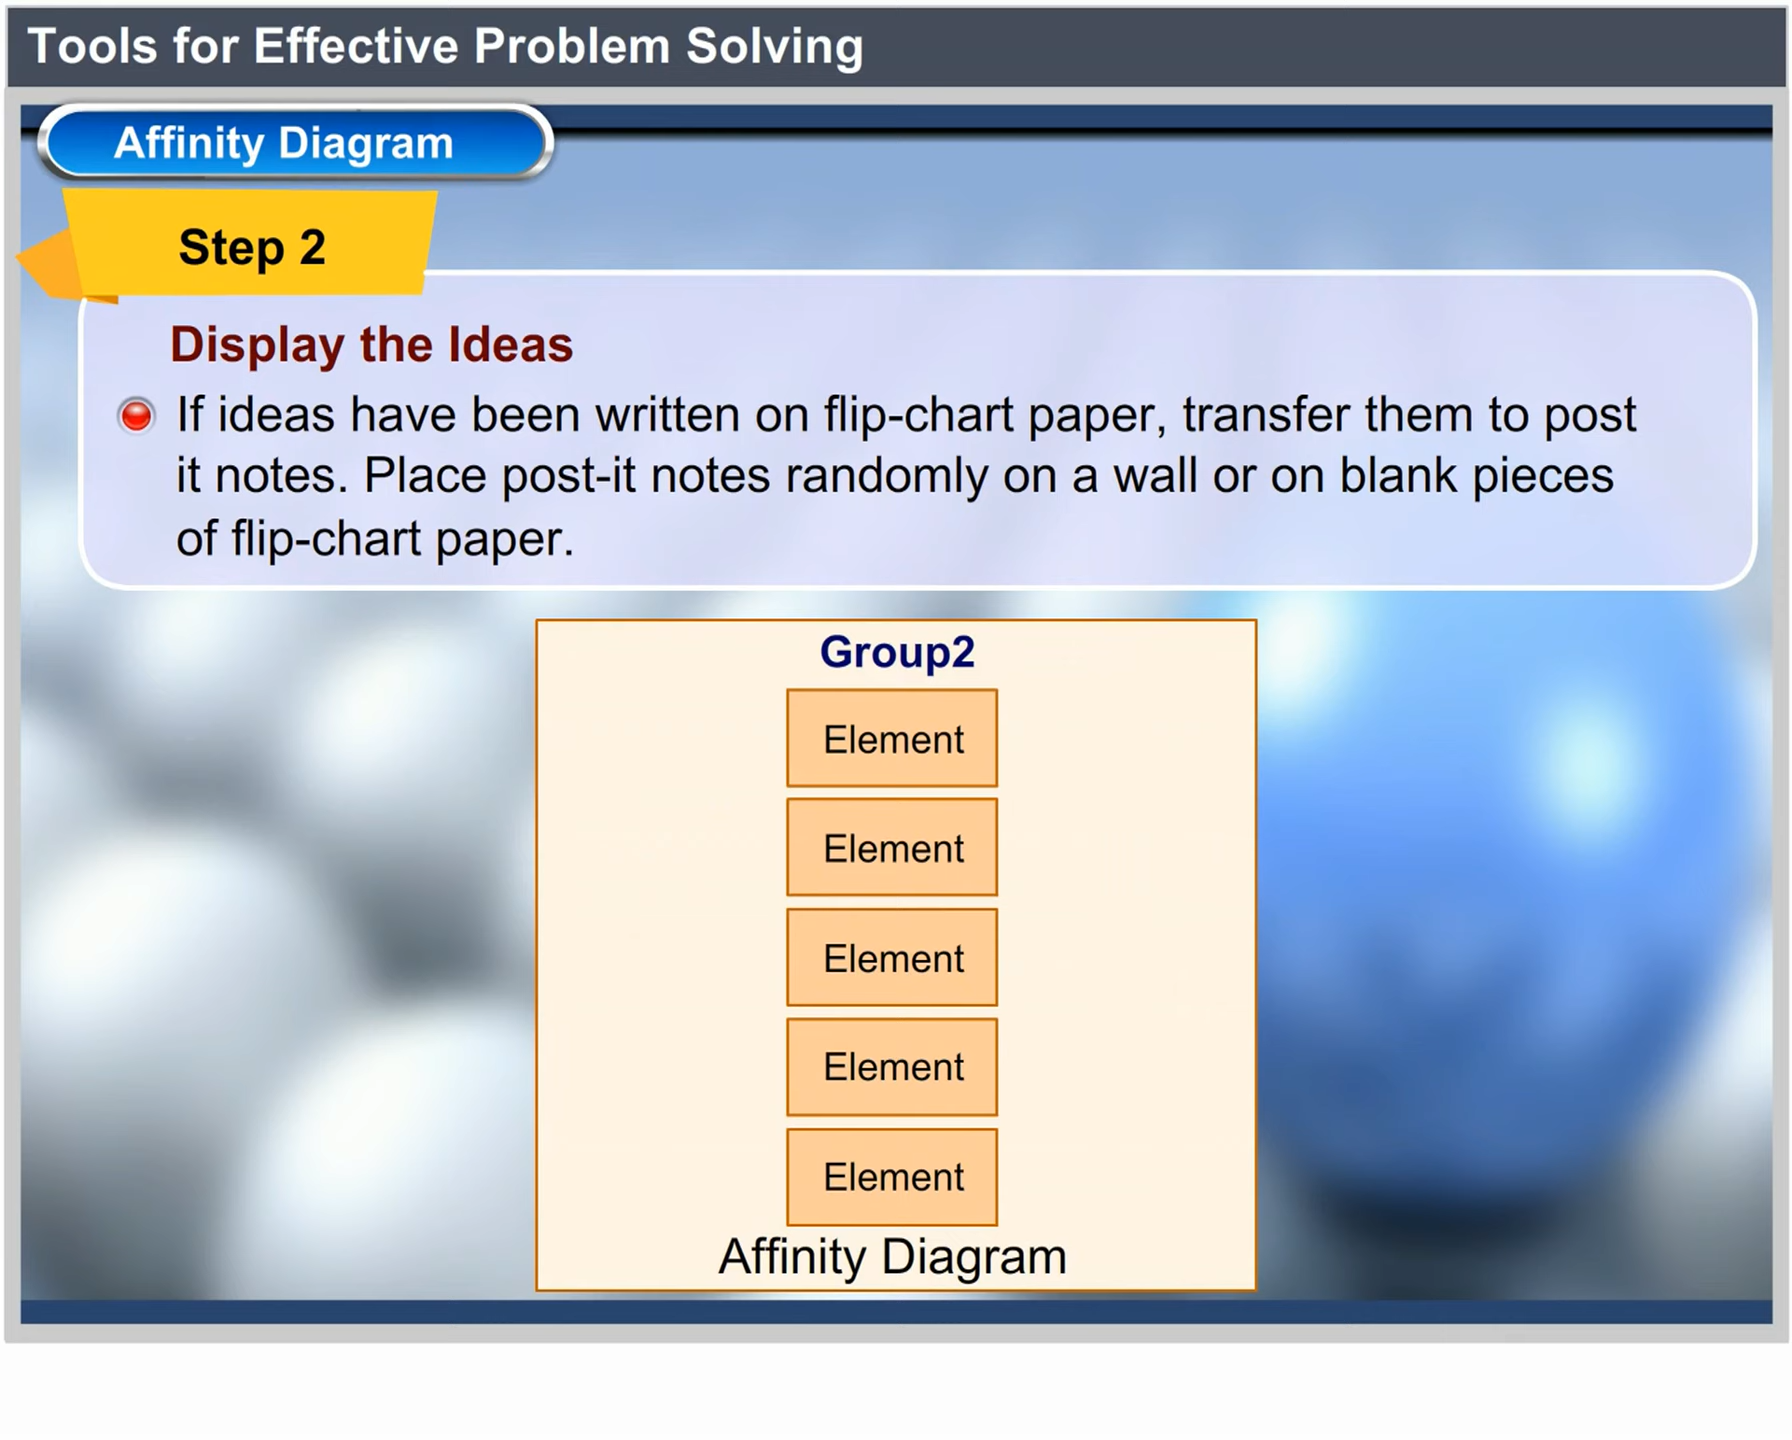 Tools for Effective Problem Solving
Affinity Diagram
Step 2
Display the Ideas
If ideas have been written on flip-chart paper, transfer them to post
it notes. Place post-it notes randomly on a wall or on blank pieces
of flip-chart paper.
Group2
Element
Element
Element
Element
Element
Affinity Diagram